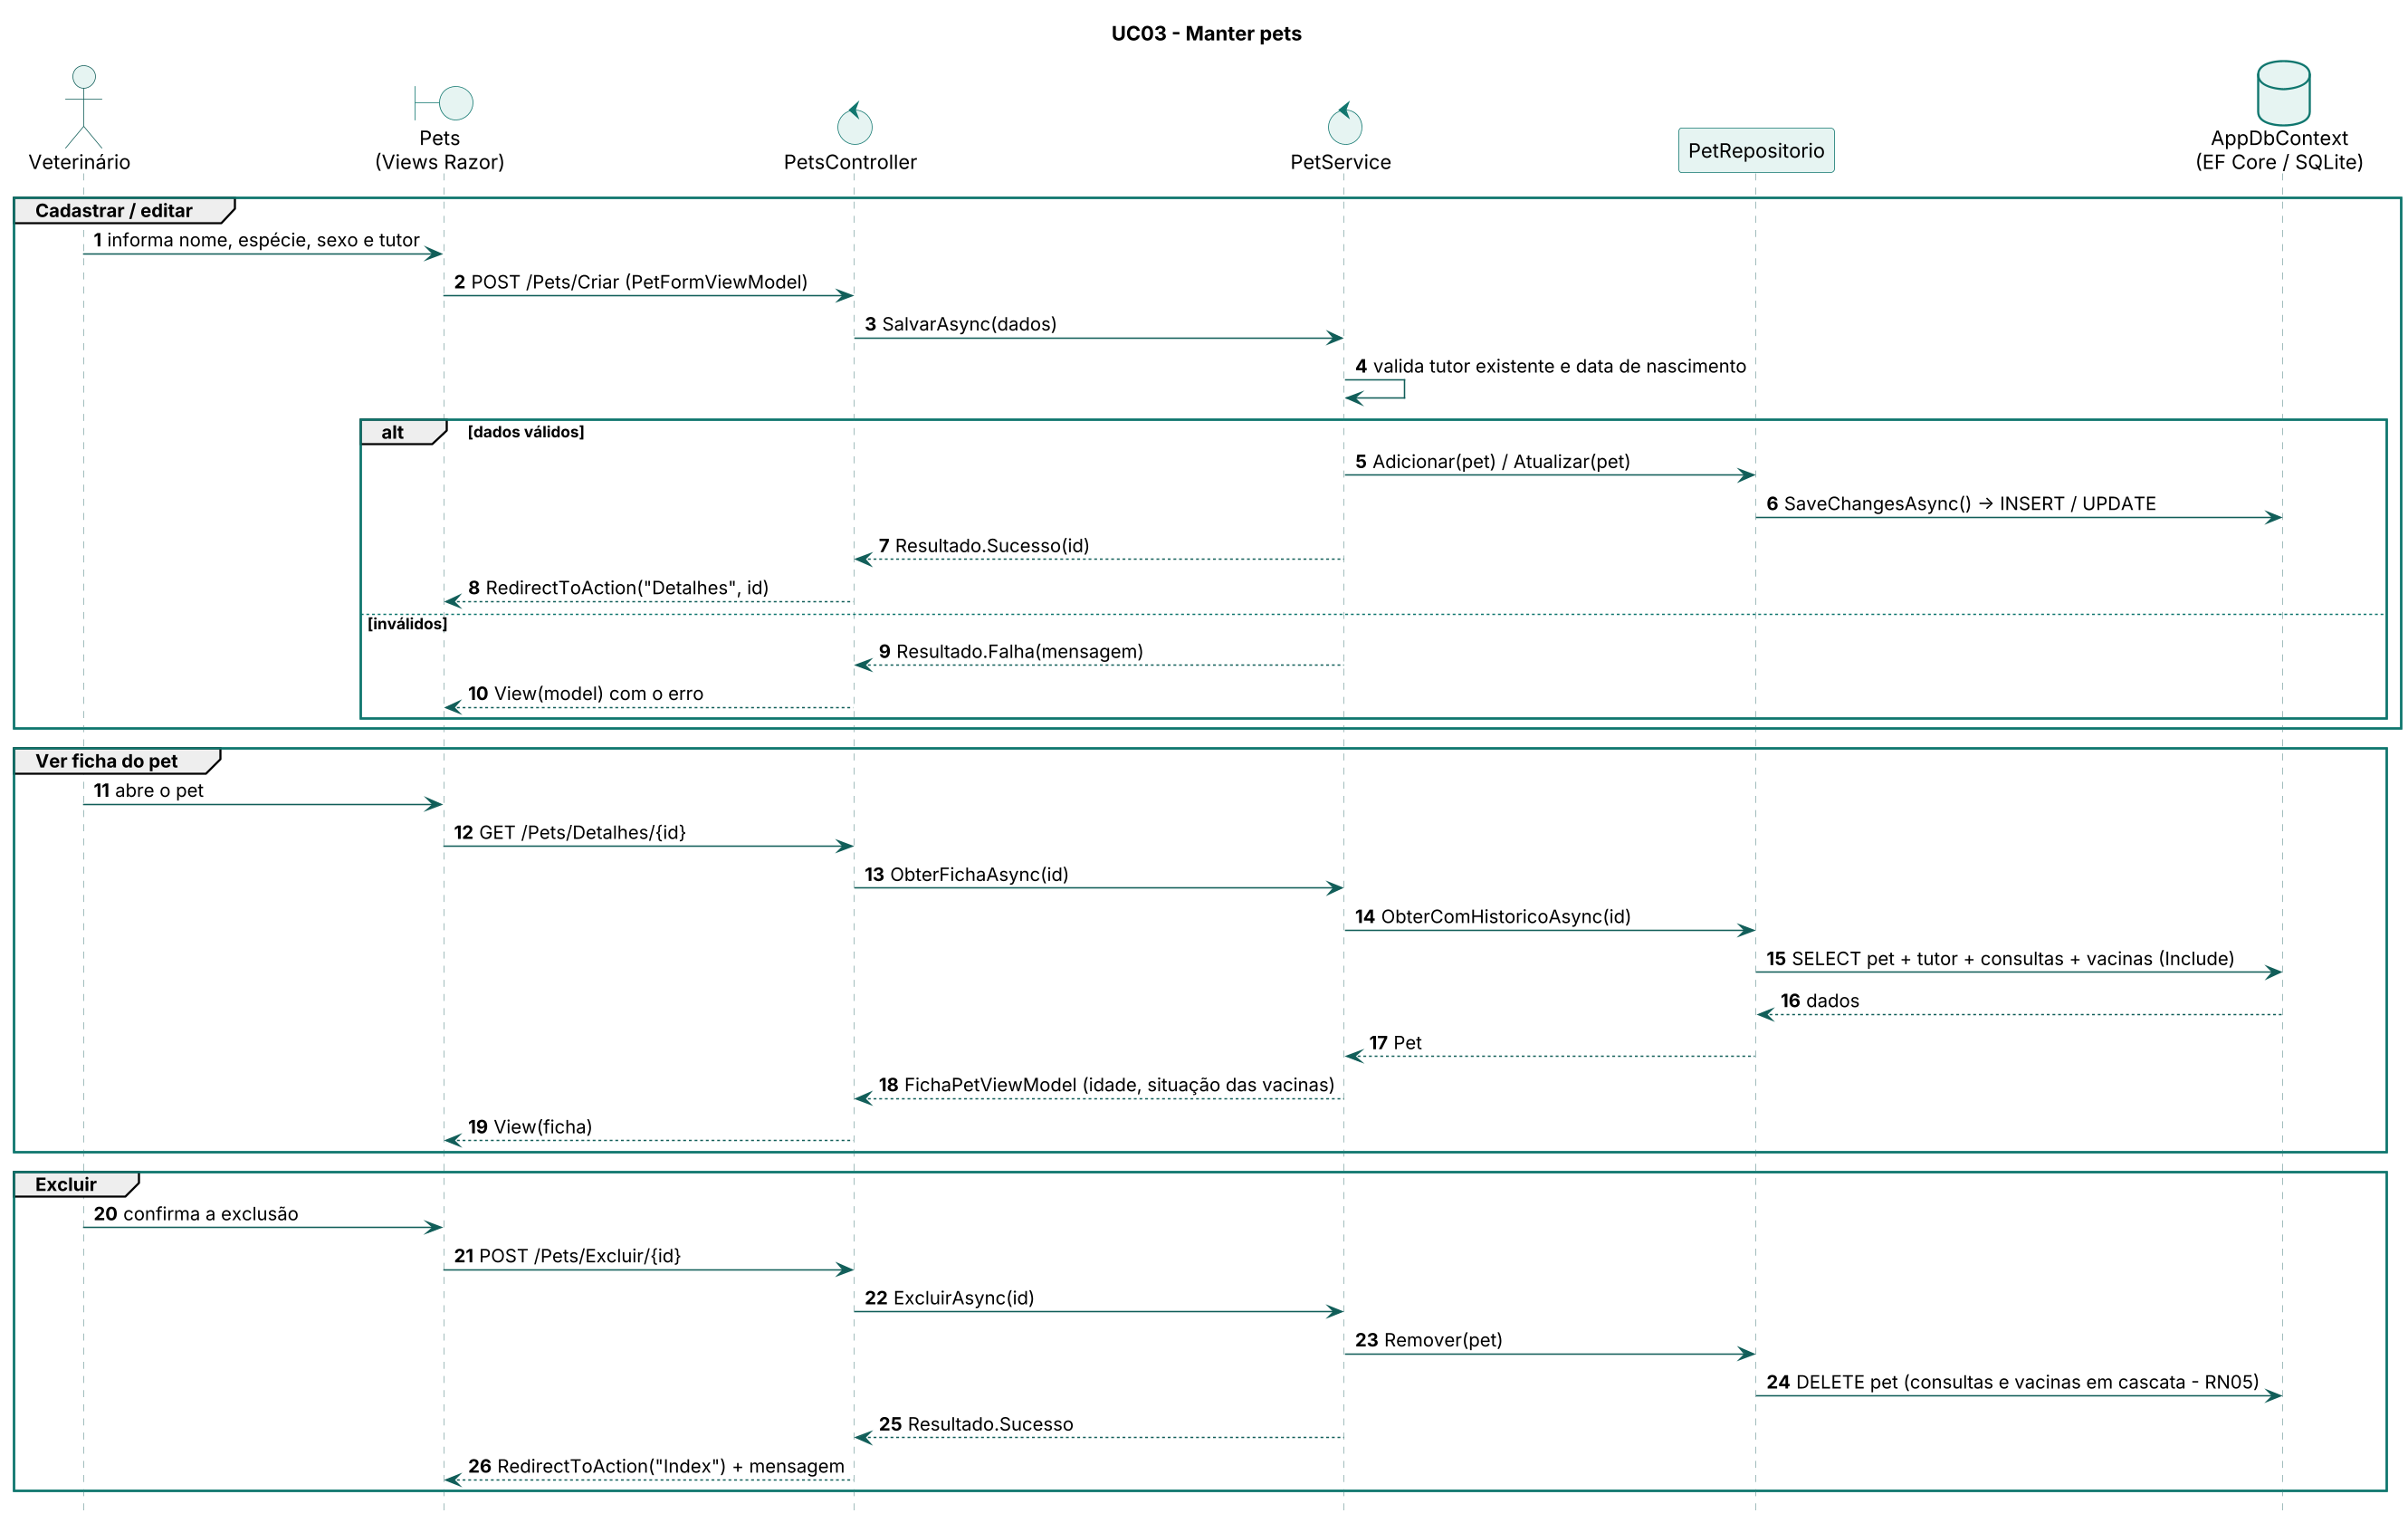 UC03 - Manter pets
Veterinário
Pets
(Views Razor)
PetsController
PetService
PetRepositorio
AppDbContext
(EF Core / SQLite)
Cadastrar / editar
1 informa nome, espécie, sexo e tutor
2 POST /Pets/Criar (PetFormViewModel)
3 SalvarAsync(dados)
4 valida tutor existente e data de nascimento
alt [dados válidos]
5 Adicionar(pet) / Atualizar(pet)
6 SaveChangesAsync() → INSERT / UPDATE
7 Resultado.Sucesso(id)
8 RedirectToAction("Detalhes", id)
[inválidos]
9 Resultado.Falha(mensagem)
10 View(model) com o erro
Ver ficha do pet
11 abre o pet
12 GET /Pets/Detalhes/{id}
13 ObterFichaAsync(id)
14 ObterComHistoricoAsync(id)
15 SELECT pet + tutor + consultas + vacinas (Include)
16 dados
17 Pet
18 FichaPetViewModel (idade, situação das vacinas)
19 View(ficha)
Excluir
20 confirma a exclusão
21 POST /Pets/Excluir/{id}
22 ExcluirAsync(id)
23 Remover(pet)
24 DELETE pet (consultas e vacinas em cascata - RN05)
25 Resultado.Sucesso
26 RedirectToAction("Index") + mensagem